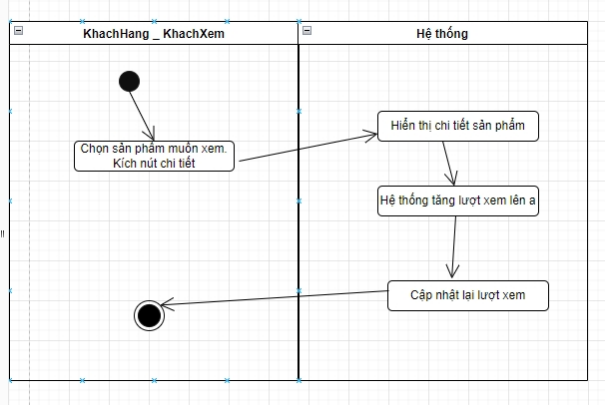 KhachHang _ KhachXem
Hệ thống
Chọn sản phẩm muốn xem.
Kích nút chi tiết
Hiển thị chi tiết sản phẩm
Hệ thống tăng lượt xem lên a
Cập nhật lại lượt xem